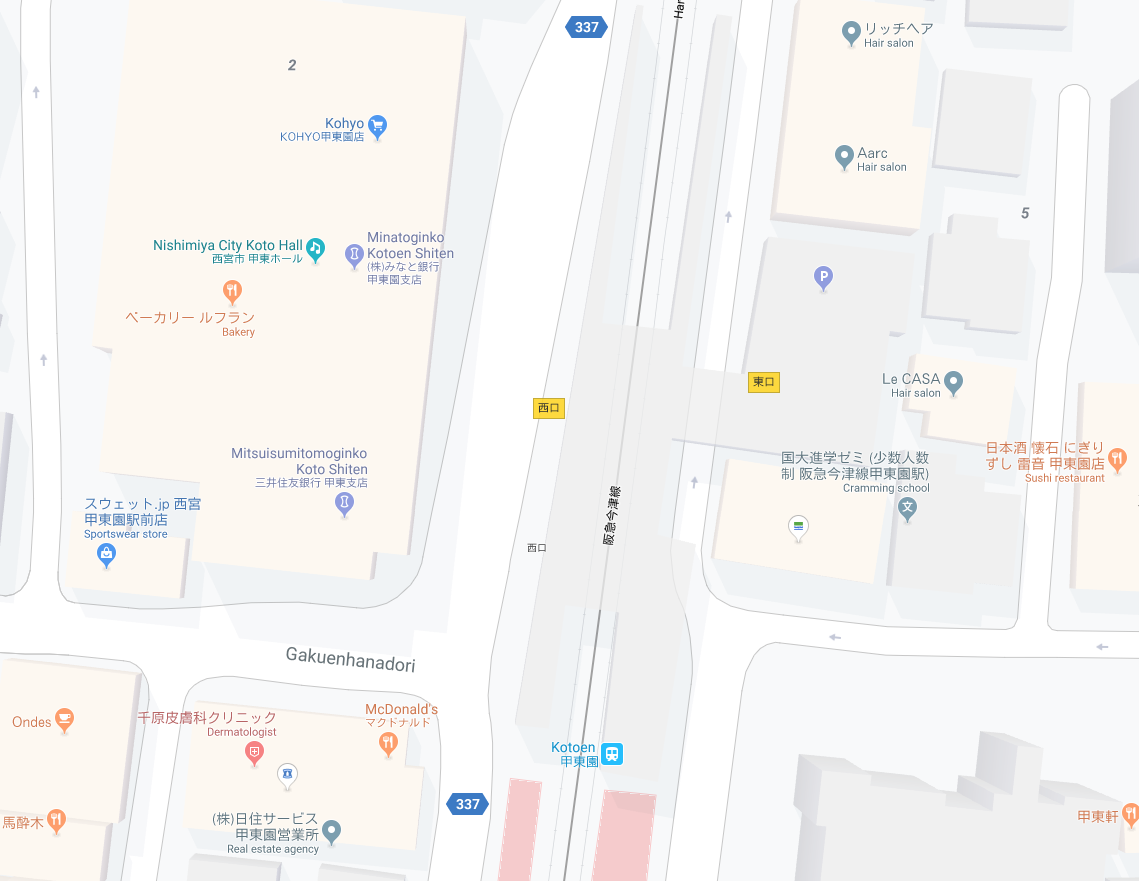 337
Har
リッチヘア
Hair salon
2
Kohyo
KOHYO甲東園店
Aarc
Hair salon
5
Nishimiya City Koto Hall
西宮市 甲東ホール
Minatoginko
Kotoen Shiten
(株)みなと銀行
甲東園支店
P
ベーカリー ルフラン
Bakery
東口
Le CASA
Hair salon
西口
Mitsuisumitomoginko
Koto Shiten
三井住友銀行 甲東支店
国大進学ゼミ (少数人数
制 阪急今津線甲東園駅)
Cramming school
文
日本酒 懐石 にぎり
ずし 雷音 甲東園店
Sushi restaurant
スウェット.jp 西宮
甲東園駅前店
Sportswear store
阪急今津線
西口
Gakuenhanadori
Ondes
千原皮膚科クリニック
Dermatologist
McDonald's
マクドナルド
Kotoen
甲東園
337
馬酔木
(株)日住サービス
甲東園営業所
Real estate agency
甲東軒